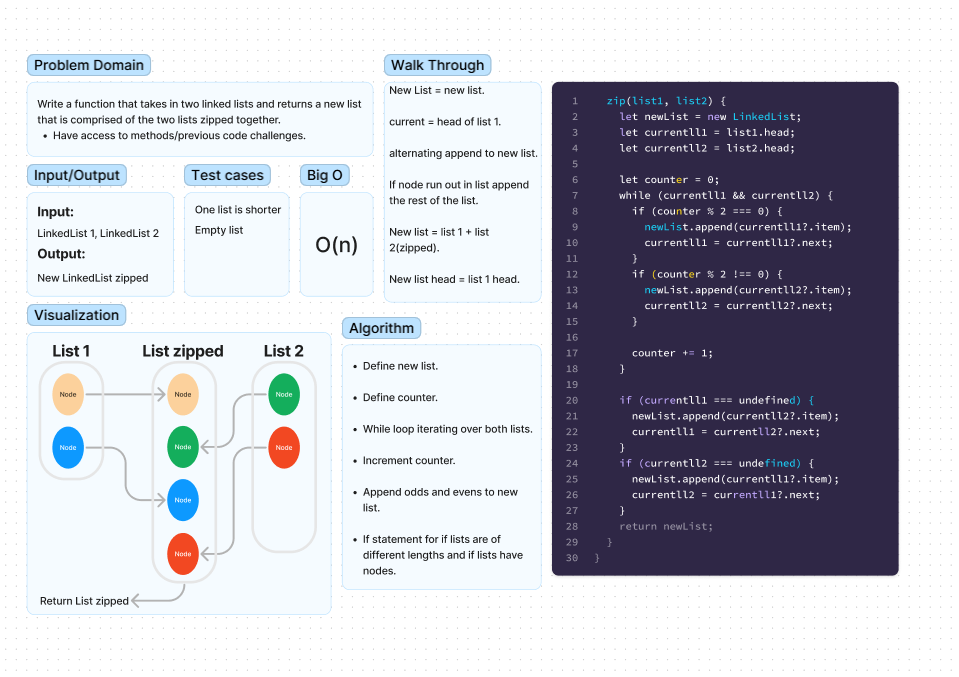 Problem Domain
Write a function that takes in two linked lists and returns a new list
that is comprised of the two lists zipped together.
• Have access to methods/previous code challenges.
Input/Output
Input:
LinkedList 1, LinkedList 2
Output:
New LinkedList zipped
Test cases
One list is shorter
Empty list
Big O
O(n)
Walk Through
New List = new list.
current = head of list 1.
alternating append to new list.
If node run out in list append
the rest of the list.
New list = list 1 + list
2(zipped).
New list head = list 1 head.
Visualization
List 1
List zipped
List 2
Node
Node
Node
Node
Node
Node
Node
Node
Return List zipped
Algorithm
• Define new list.
• Define counter.
• While loop iterating over both lists.
• Increment counter.
• Append odds and evens to new
list.
• If statement for if lists are of
different lengths and if lists have
nodes.
1 zip(list1, list2) {
2 let newList = new LinkedList;
3 let currentll1 = list1.head;
4 let currentll2 = list2.head;
5
6 let counter = 0;
7 while (currentll1 && currentll2) {
8 if (counter % 2 === 0) {
9 newList.append(currentll1?.item);
10 currentll1 = currentll1?.next;
11 }
12 if (counter % 2 !== 0) {
13 newList.append(currentll2?.item);
14 currentll2 = currentll2?.next;
15 }
16
17 counter += 1;
18 }
19
20 if (currentll1 === undefined) {
21 newList.append(currentll2?.item);
22 currentll1 = currentll2?.next;
23 }
24 if (currentll2 === undefined) {
25 newList.append(currentll1?.item);
26 currentll2 = currentll1?.next;
27 }
28 return newList;
29 }
30 }